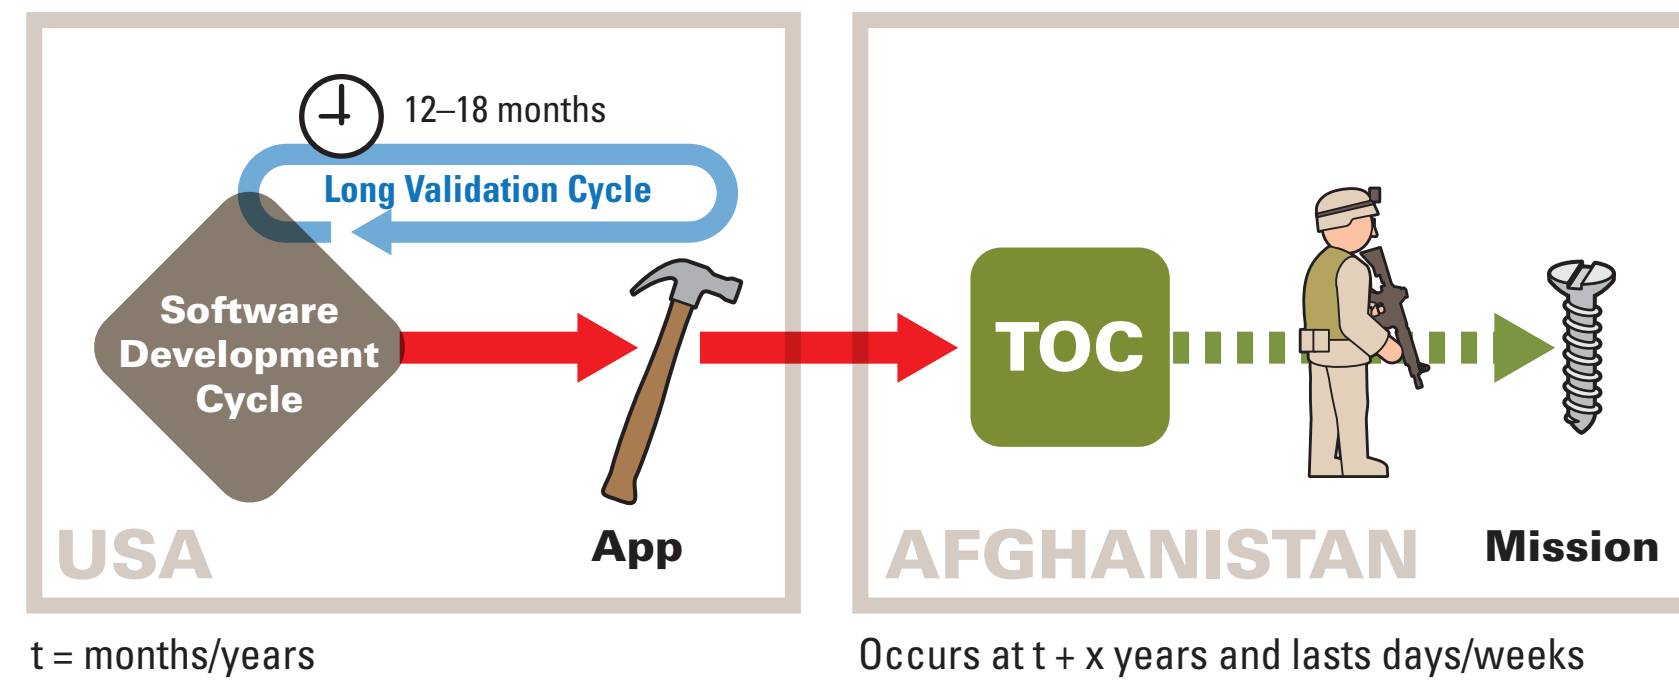 12–18 months
Long Validation Cycle
Software
Development
Cycle
App
USA
t = months/years
TOC
AFGHANISTAN
Mission
Occurs at t + x years and lasts days/weeks